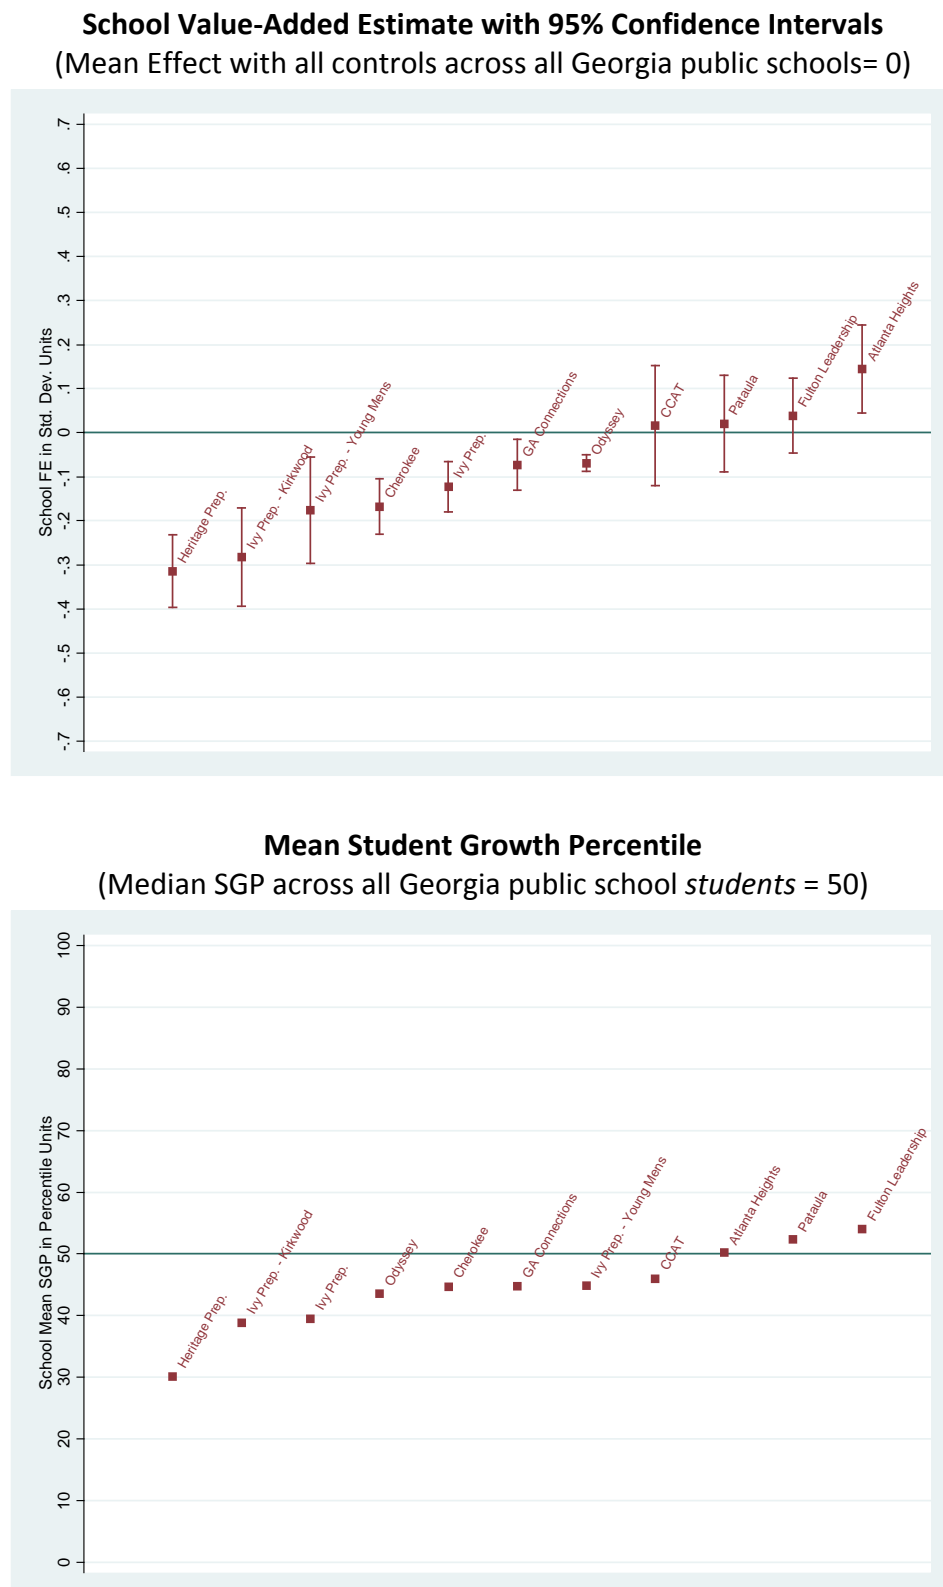 School Value-Added Estimate with 95% Confidence Intervals
(Mean Effect with all controls across all Georgia public schools= 0)
School FE in Std. Dev. Units
.7
.6
.5
.4
.3
.2
.1
0
-.1
-.2
-.3
-.4
-.5
-.6
-.7
Heritage Prep.
Ivy Prep. - Kirkwood
Ivy Prep. - Young Mens
Cherokee
Ivy Prep.
GA Connections
Odyssey
CCAT
Pataula
Fulton Leadership
Atlanta Heights
Mean Student Growth Percentile
(Median SGP across all Georgia public school students = 50)
School Mean SGP in Percentile Units
100
90
80
70
60
50
40
30
20
10
0
Heritage Prep.
Ivy Prep. - Kirkwood
Ivy Prep.
Odyssey
Cherokee
GA Connections
Ivy Prep. - Young Mens
CCAT
Atlanta Heights
Pataula
Fulton Leadership